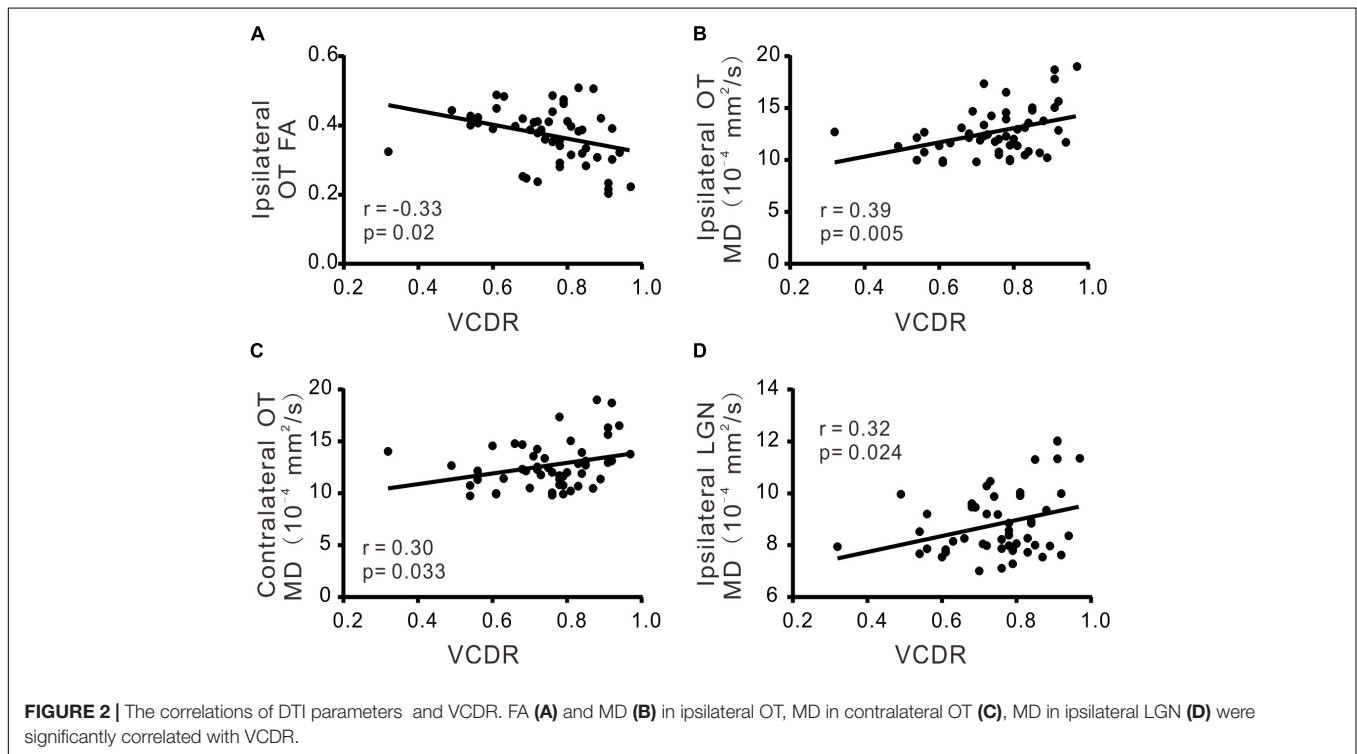 A
0.6
0.4
0.2
0.0
Ipsilateral
OT FA
r = -0.33
p= 0.02
0.2 0.4 0.6 0.8 1.0
VCDR
B
20
15
10
5
0
Ipsilateral OT
MD (10⁻⁴ mm²/s)
r = 0.39
p= 0.005
0.2 0.4 0.6 0.8 1.0
VCDR
C
20
15
10
5
0
Contralateral OT
MD (10⁻⁴ mm²/s)
r = 0.30
p= 0.033
0.2 0.4 0.6 0.8 1.0
VCDR
D
14
12
10
8
6
Ipsilateral LGN
MD (10⁻⁴ mm²/s)
r = 0.32
p= 0.024
0.2 0.4 0.6 0.8 1.0
VCDR
FIGURE 2 | The correlations of DTI parameters and VCDR. FA (A) and MD (B) in ipsilateral OT, MD in contralateral OT (C), MD in ipsilateral LGN (D) were
significantly correlated with VCDR.